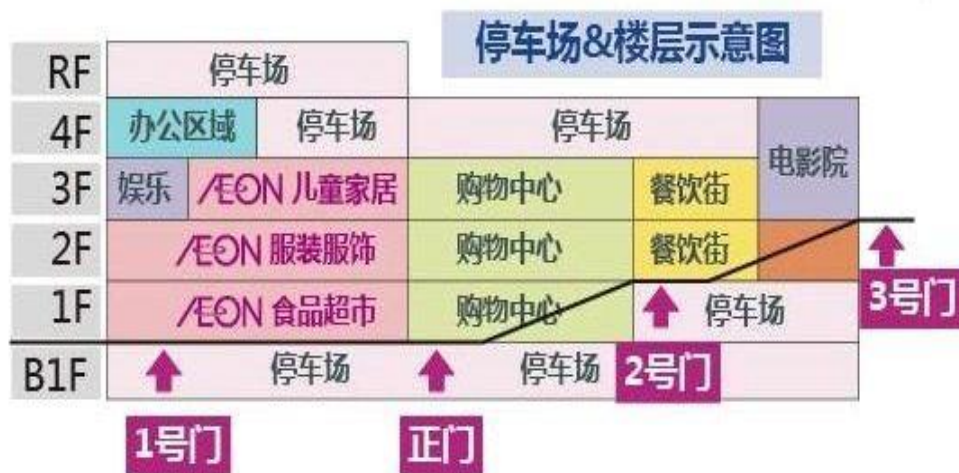 停车场&楼层示意图
RF 停车场
4F 办公区域 停车场 停车场 电影院
3F 娱乐 ÆON 儿童家居 购物中心 餐饮街
2F ÆON 服装服饰 购物中心 餐饮街
1F ÆON 食品超市 购物中心 停车场 3号门
B1F 停车场 停车场 2号门
1号门 正门